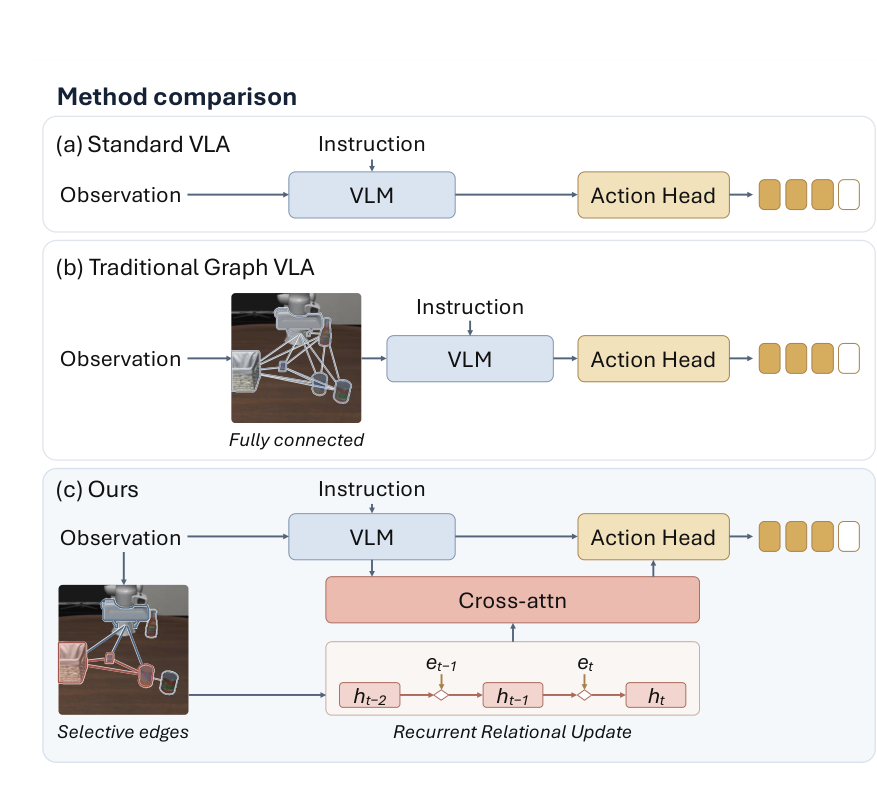 Method comparison
(a) Standard VLA
Instruction
Observation
VLM
Action Head
(b) Traditional Graph VLA
Instruction
Observation
VLM
Action Head
Fully connected
(c) Ours
Instruction
Observation
VLM
Action Head
Cross-attn
e_{t−1}
e_t
h_{t−2}
h_{t−1}
h_t
Selective edges
Recurrent Relational Update